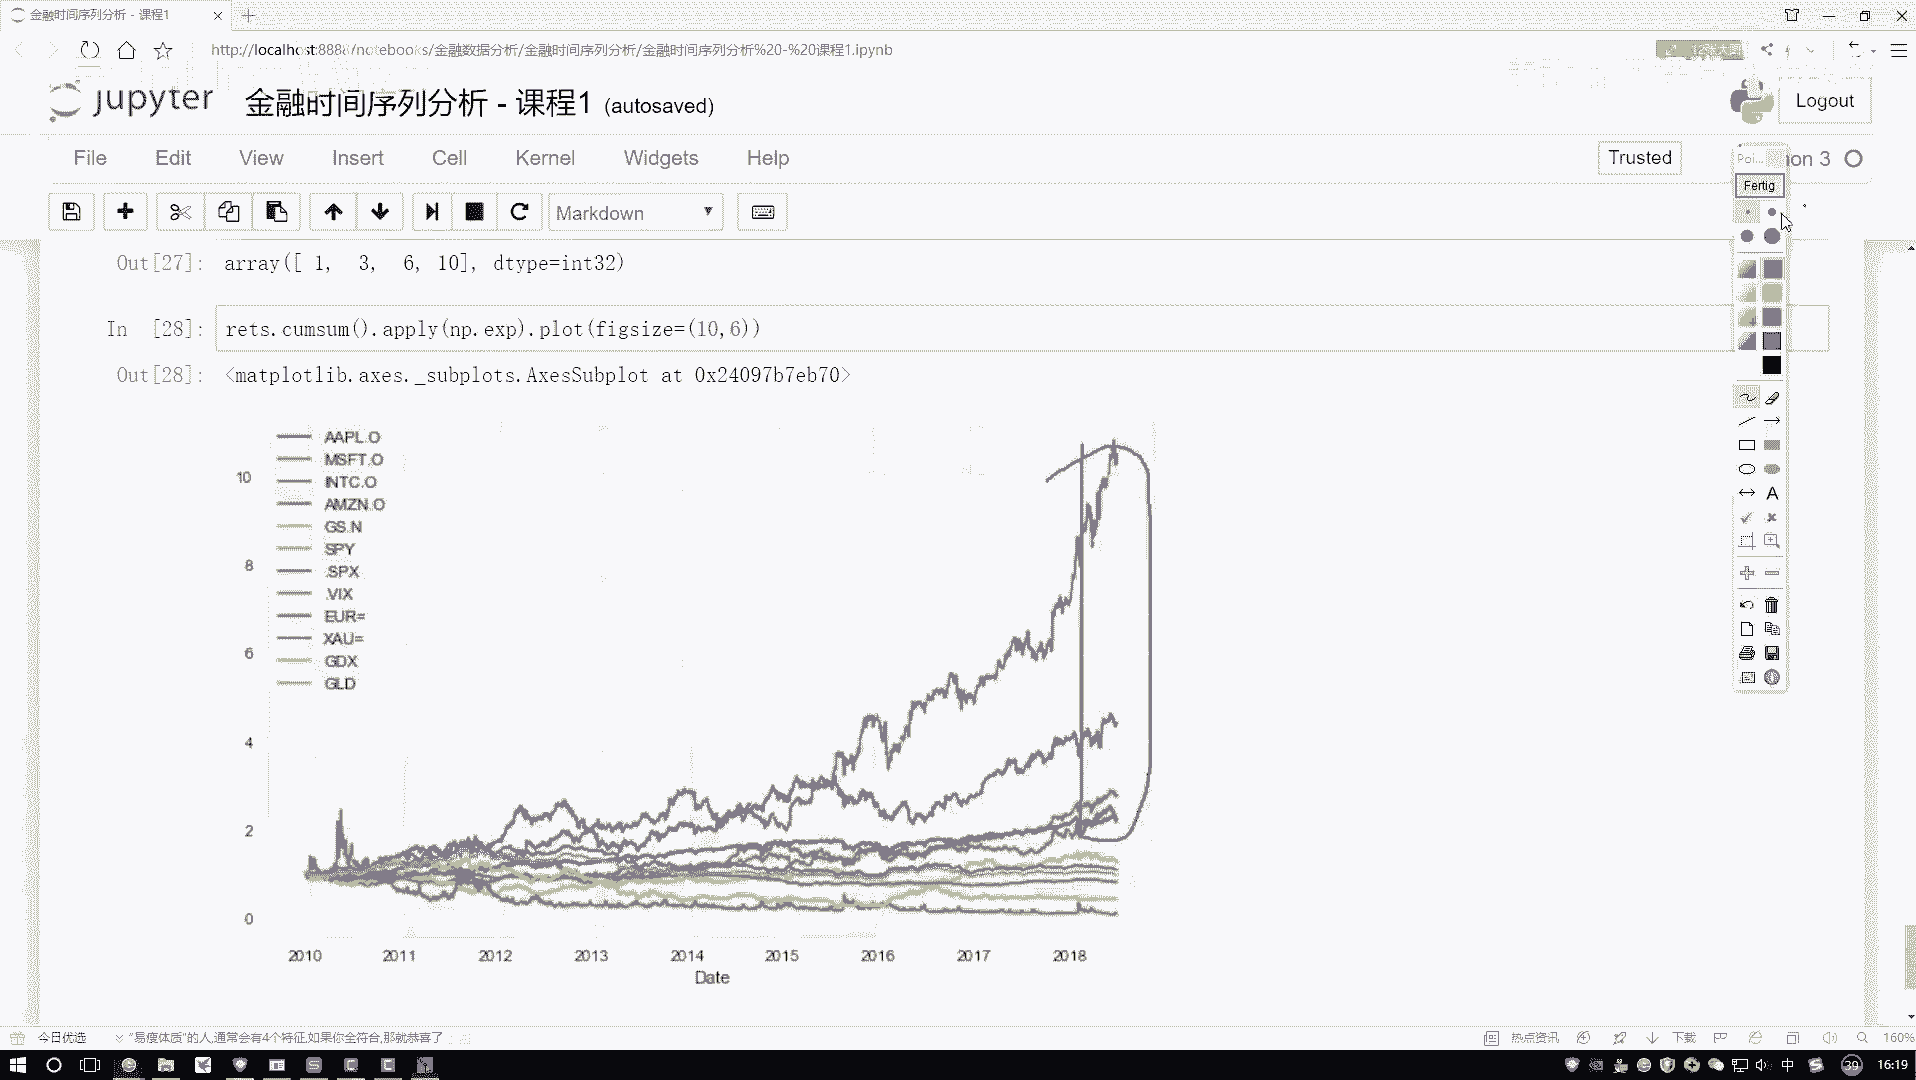 金融时间序列分析 - 课程1
http://localhost:8888/notebooks/金融数据分析/金融时间序列分析/金融时间序列分析%20-%20课程1.ipynb
jupyter 金融时间序列分析 - 课程1 (autosaved)
Logout
File Edit View Insert Cell Kernel Widgets Help
Trusted
Poi... hon 3
Fertig
Markdown
Out[27]: array([ 1, 3, 6, 10], dtype=int32)
In [28]: rets.cumsum().apply(np.exp).plot(figsize=(10,6))
Out[28]: <matplotlib.axes._subplots.AxesSubplot at 0x24097b7eb70>
AAPL.O
MSFT.O
INTC.O
AMZN.O
GS.N
SPY
.SPX
.VIX
EUR=
XAU=
GDX
GLD
10
8
6
4
2
0
2010 2011 2012 2013 2014 2015 2016 2017 2018
Date
A
今日优选 "易瘦体质"的人,通常会有4个特征,如果你全符合,那就恭喜了
热点资讯 下载 160%
中 39 16:19